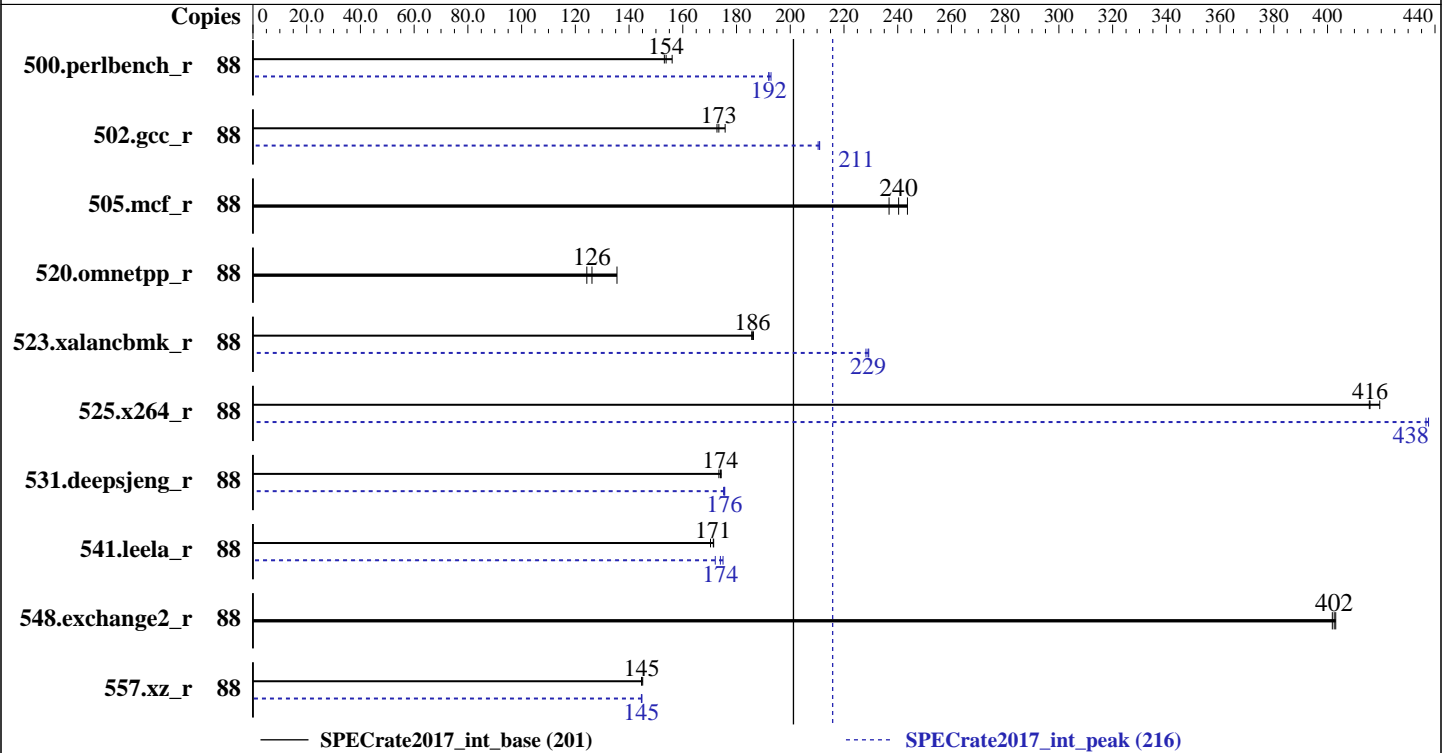 Copies 0 20.0 40.0 60.0 80.0 100 120 140 160 180 200 220 240 260 280 300 320 340 360 380 400 440
500.perlbench_r 88 154
192
502.gcc_r 88 173
211
505.mcf_r 88 240
520.omnetpp_r 88 126
523.xalancbmk_r 88 186
229
525.x264_r 88 416
438
531.deepsjeng_r 88 174
176
541.leela_r 88 171
174
548.exchange2_r 88 402
557.xz_r 88 145
145
SPECrate2017_int_base (201) SPECrate2017_int_peak (216)